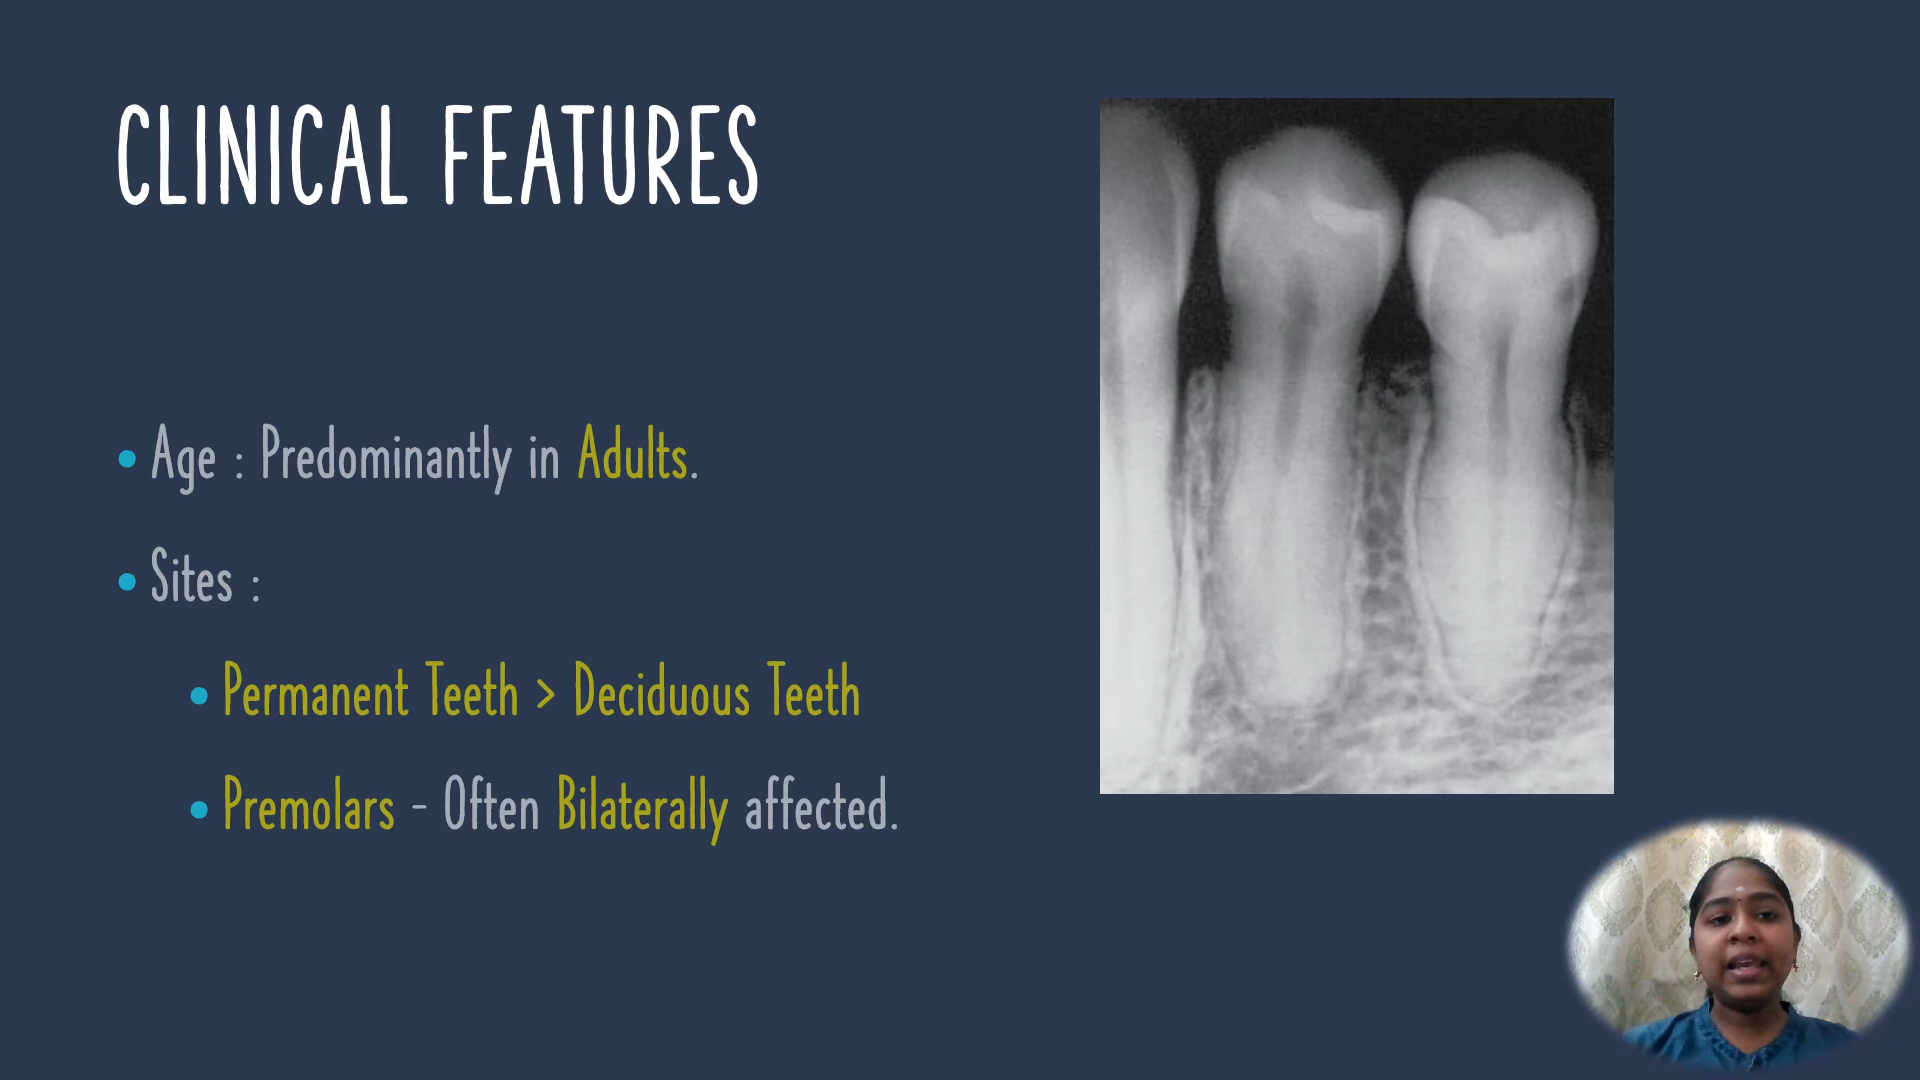 CLINICAL FEATURES
• Age : Predominantly in Adults.
• Sites :
• Permanent Teeth > Deciduous Teeth
• Premolars - Often Bilaterally affected.